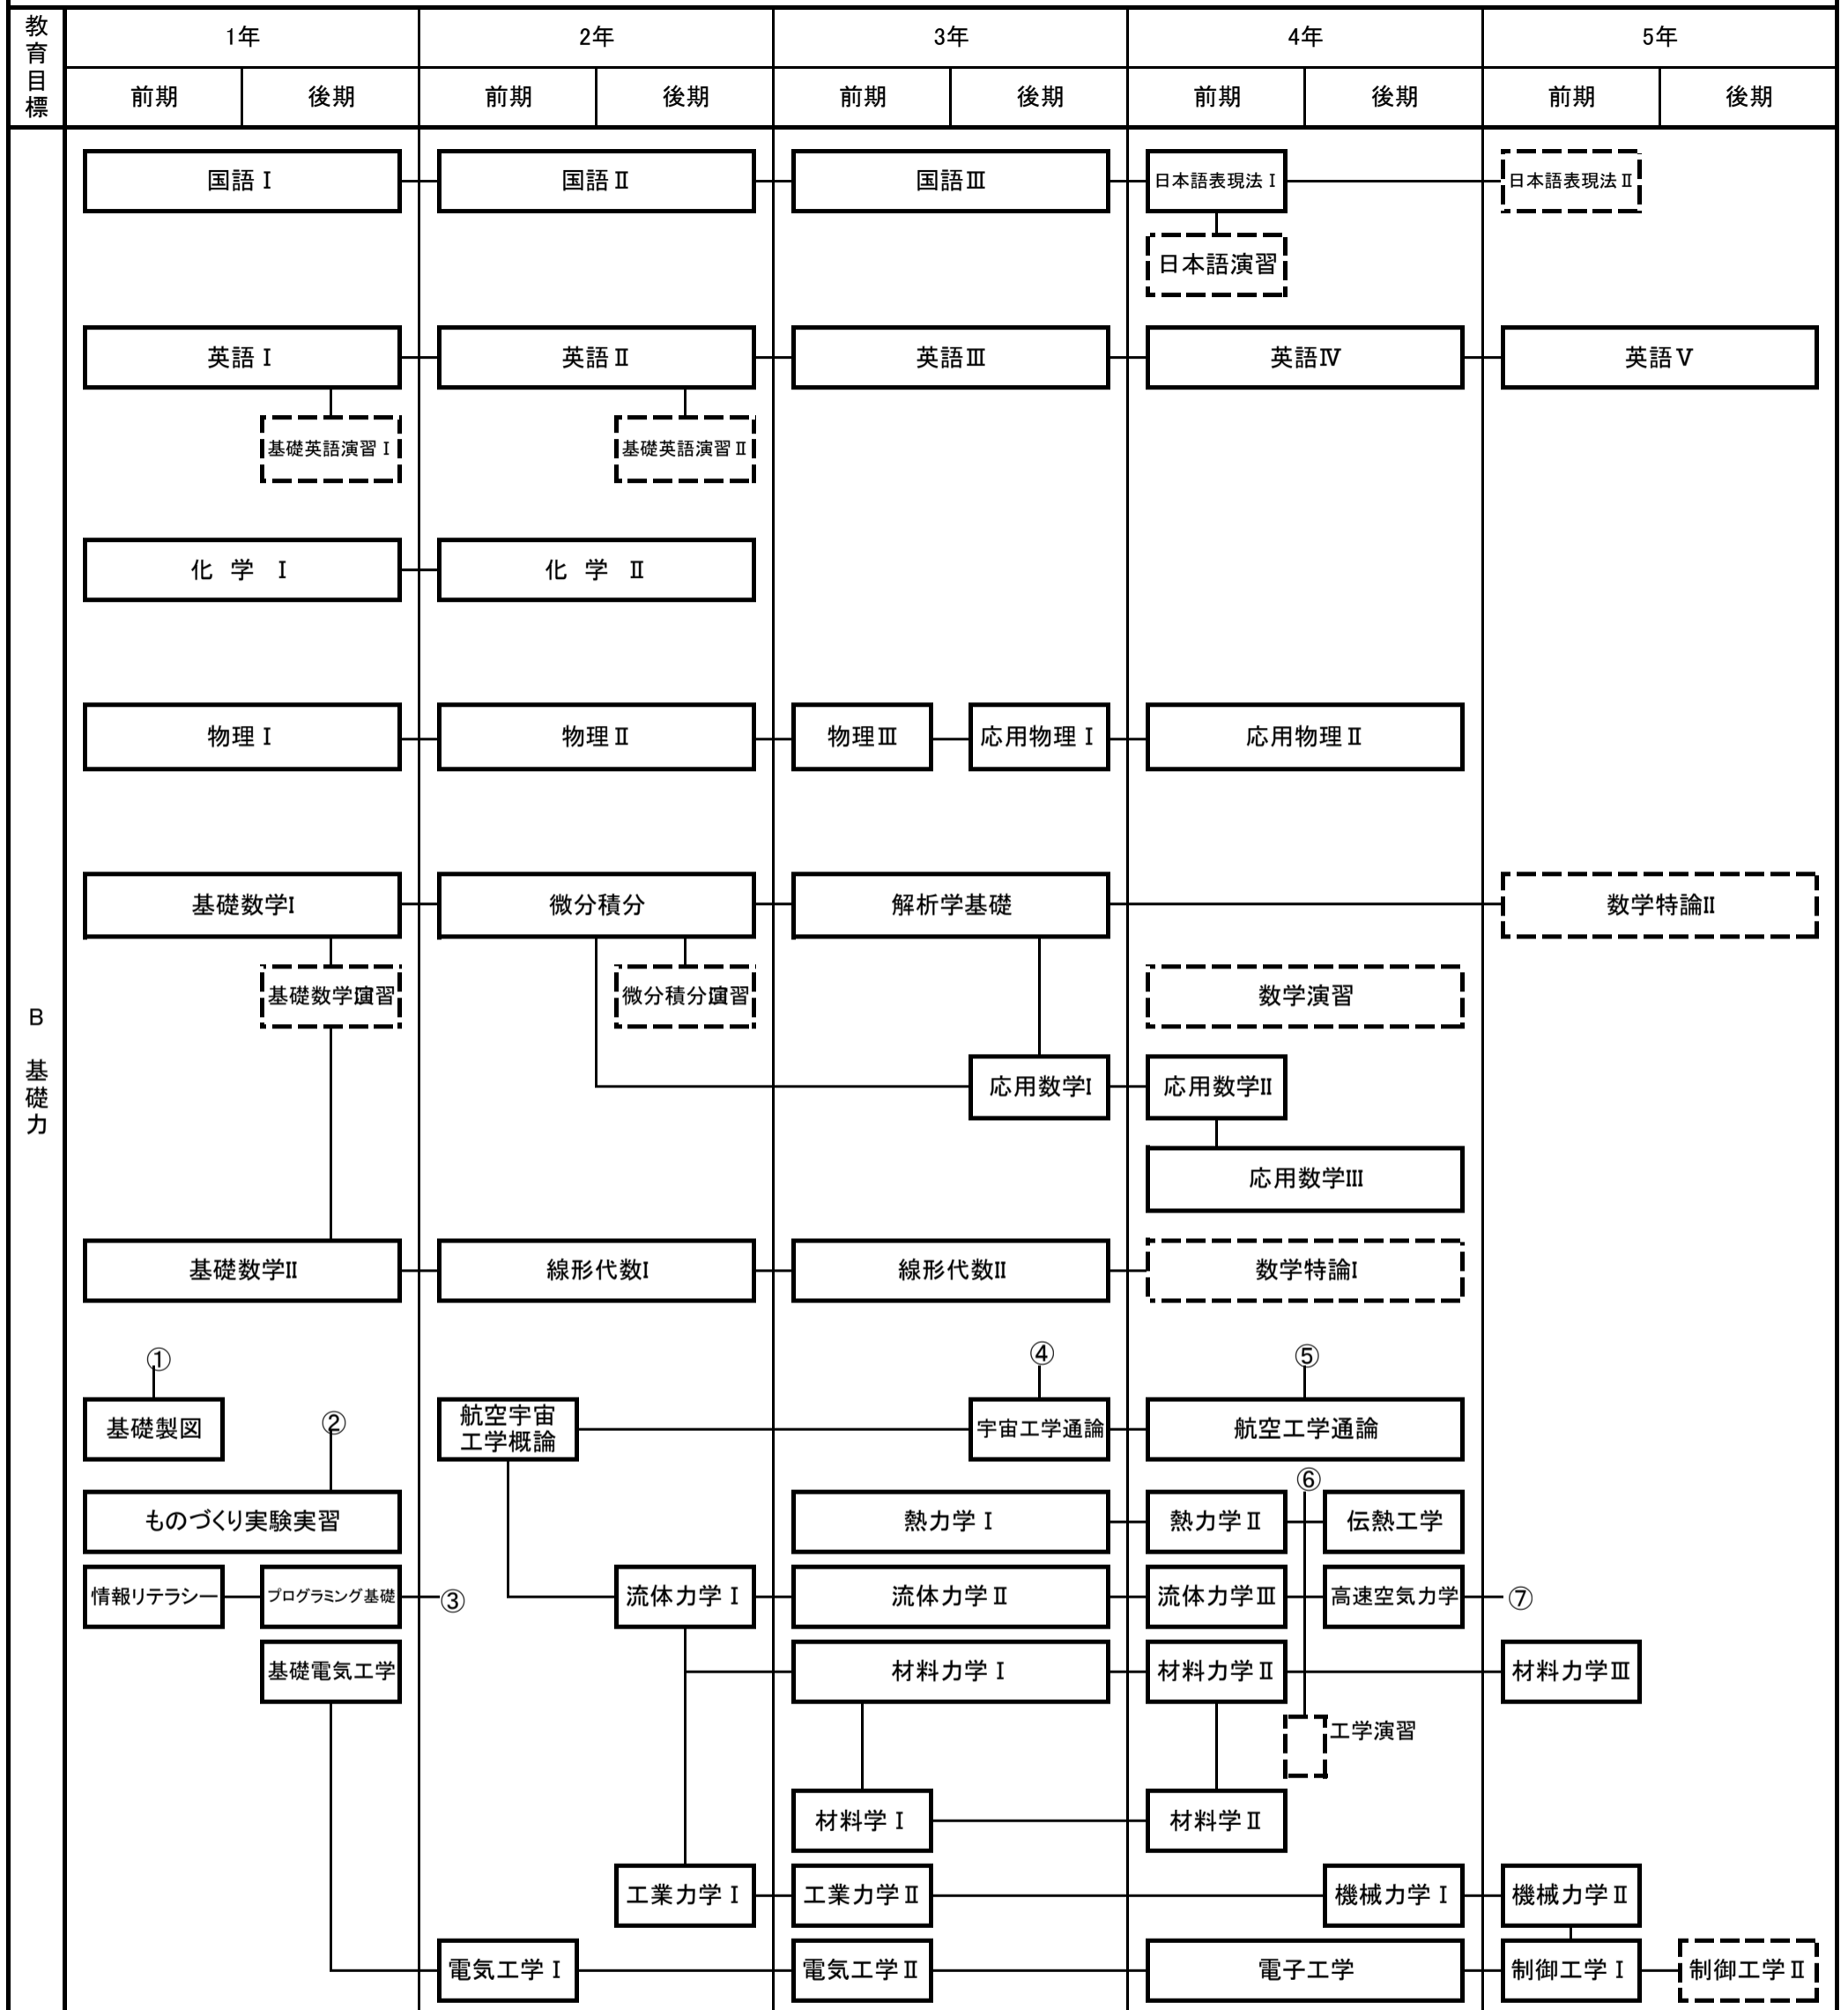 教育目標
1年
2年
3年
4年
5年
前期
後期
前期
後期
前期
後期
前期
後期
前期
後期
B 基礎力
国語Ⅰ
国語Ⅱ
国語Ⅲ
日本語表現法Ⅰ
日本語表現法Ⅱ
日本語演習
英語Ⅰ
英語Ⅱ
英語Ⅲ
英語Ⅳ
英語Ⅴ
基礎英語演習Ⅰ
基礎英語演習Ⅱ
化 学 Ⅰ
化 学 Ⅱ
物理Ⅰ
物理Ⅱ
物理Ⅲ
応用物理Ⅰ
応用物理Ⅱ
基礎数学I
微分積分
解析学基礎
数学特論II
基礎数学演習
微分積分演習
数学演習
応用数学I
応用数学II
応用数学III
基礎数学II
線形代数I
線形代数II
数学特論I
①
④
⑤
基礎製図
②
航空宇宙
工学概論
宇宙工学通論
航空工学通論
⑥
ものづくり実験実習
熱力学Ⅰ
熱力学Ⅱ
伝熱工学
情報リテラシー
プログラミング基礎
③
流体力学Ⅰ
流体力学Ⅱ
流体力学Ⅲ
高速空気力学
⑦
基礎電気工学
材料力学Ⅰ
材料力学Ⅱ
材料力学Ⅲ
工学演習
材料学Ⅰ
材料学Ⅱ
工業力学Ⅰ
工業力学Ⅱ
機械力学Ⅰ
機械力学Ⅱ
電気工学Ⅰ
電気工学Ⅱ
電子工学
制御工学Ⅰ
制御工学Ⅱ